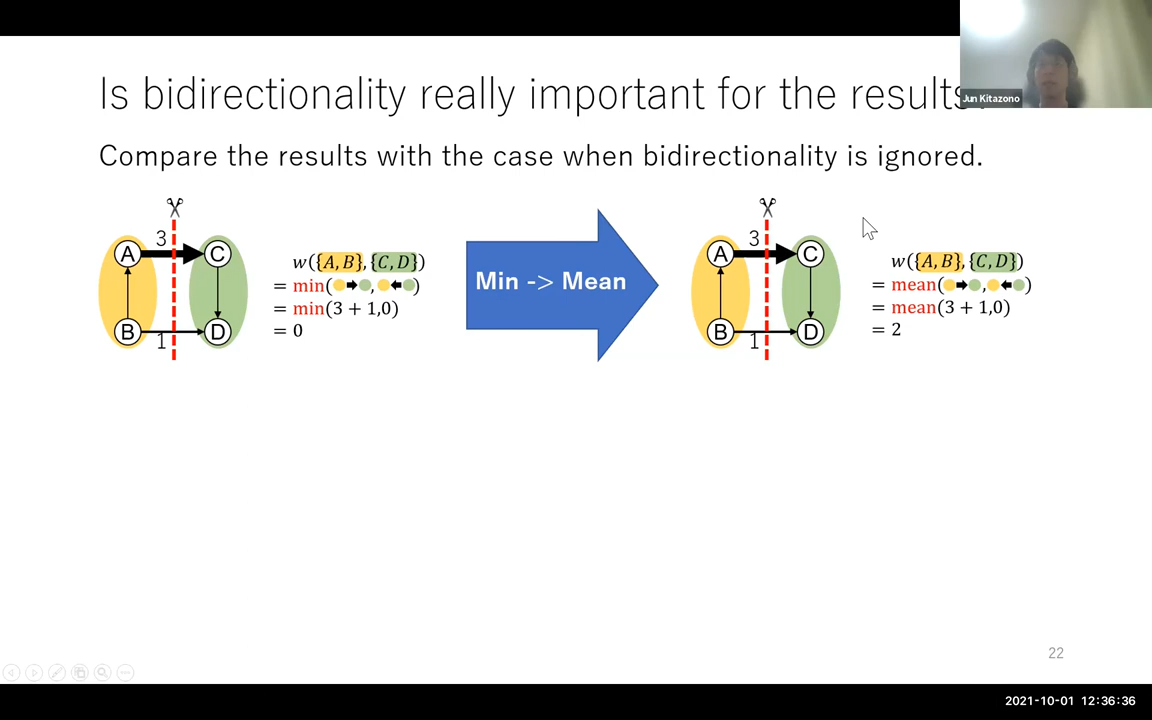 Is bidirectionality really important for the results
Jun Kitazono
Compare the results with the case when bidirectionality is ignored.
3
A
C
B
D
1
w({A, B}, {C, D})
= min( , )
= min(3 + 1,0)
= 0
Min -> Mean
3
A
C
B
D
1
w({A, B}, {C, D})
= mean( , )
= mean(3 + 1,0)
= 2
22
2021-10-01 12:36:36